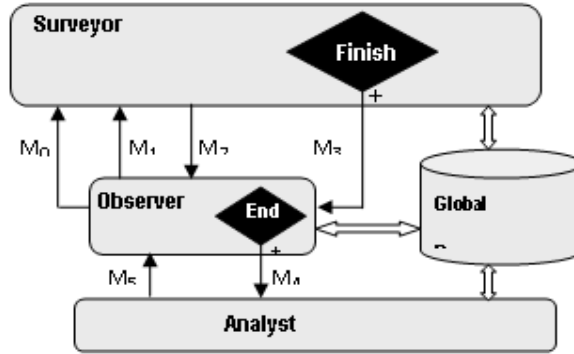 Surveyor
Finish
+
M0 M1 M2 M3
Observer
End
Global
+
M5 M4
Analyst